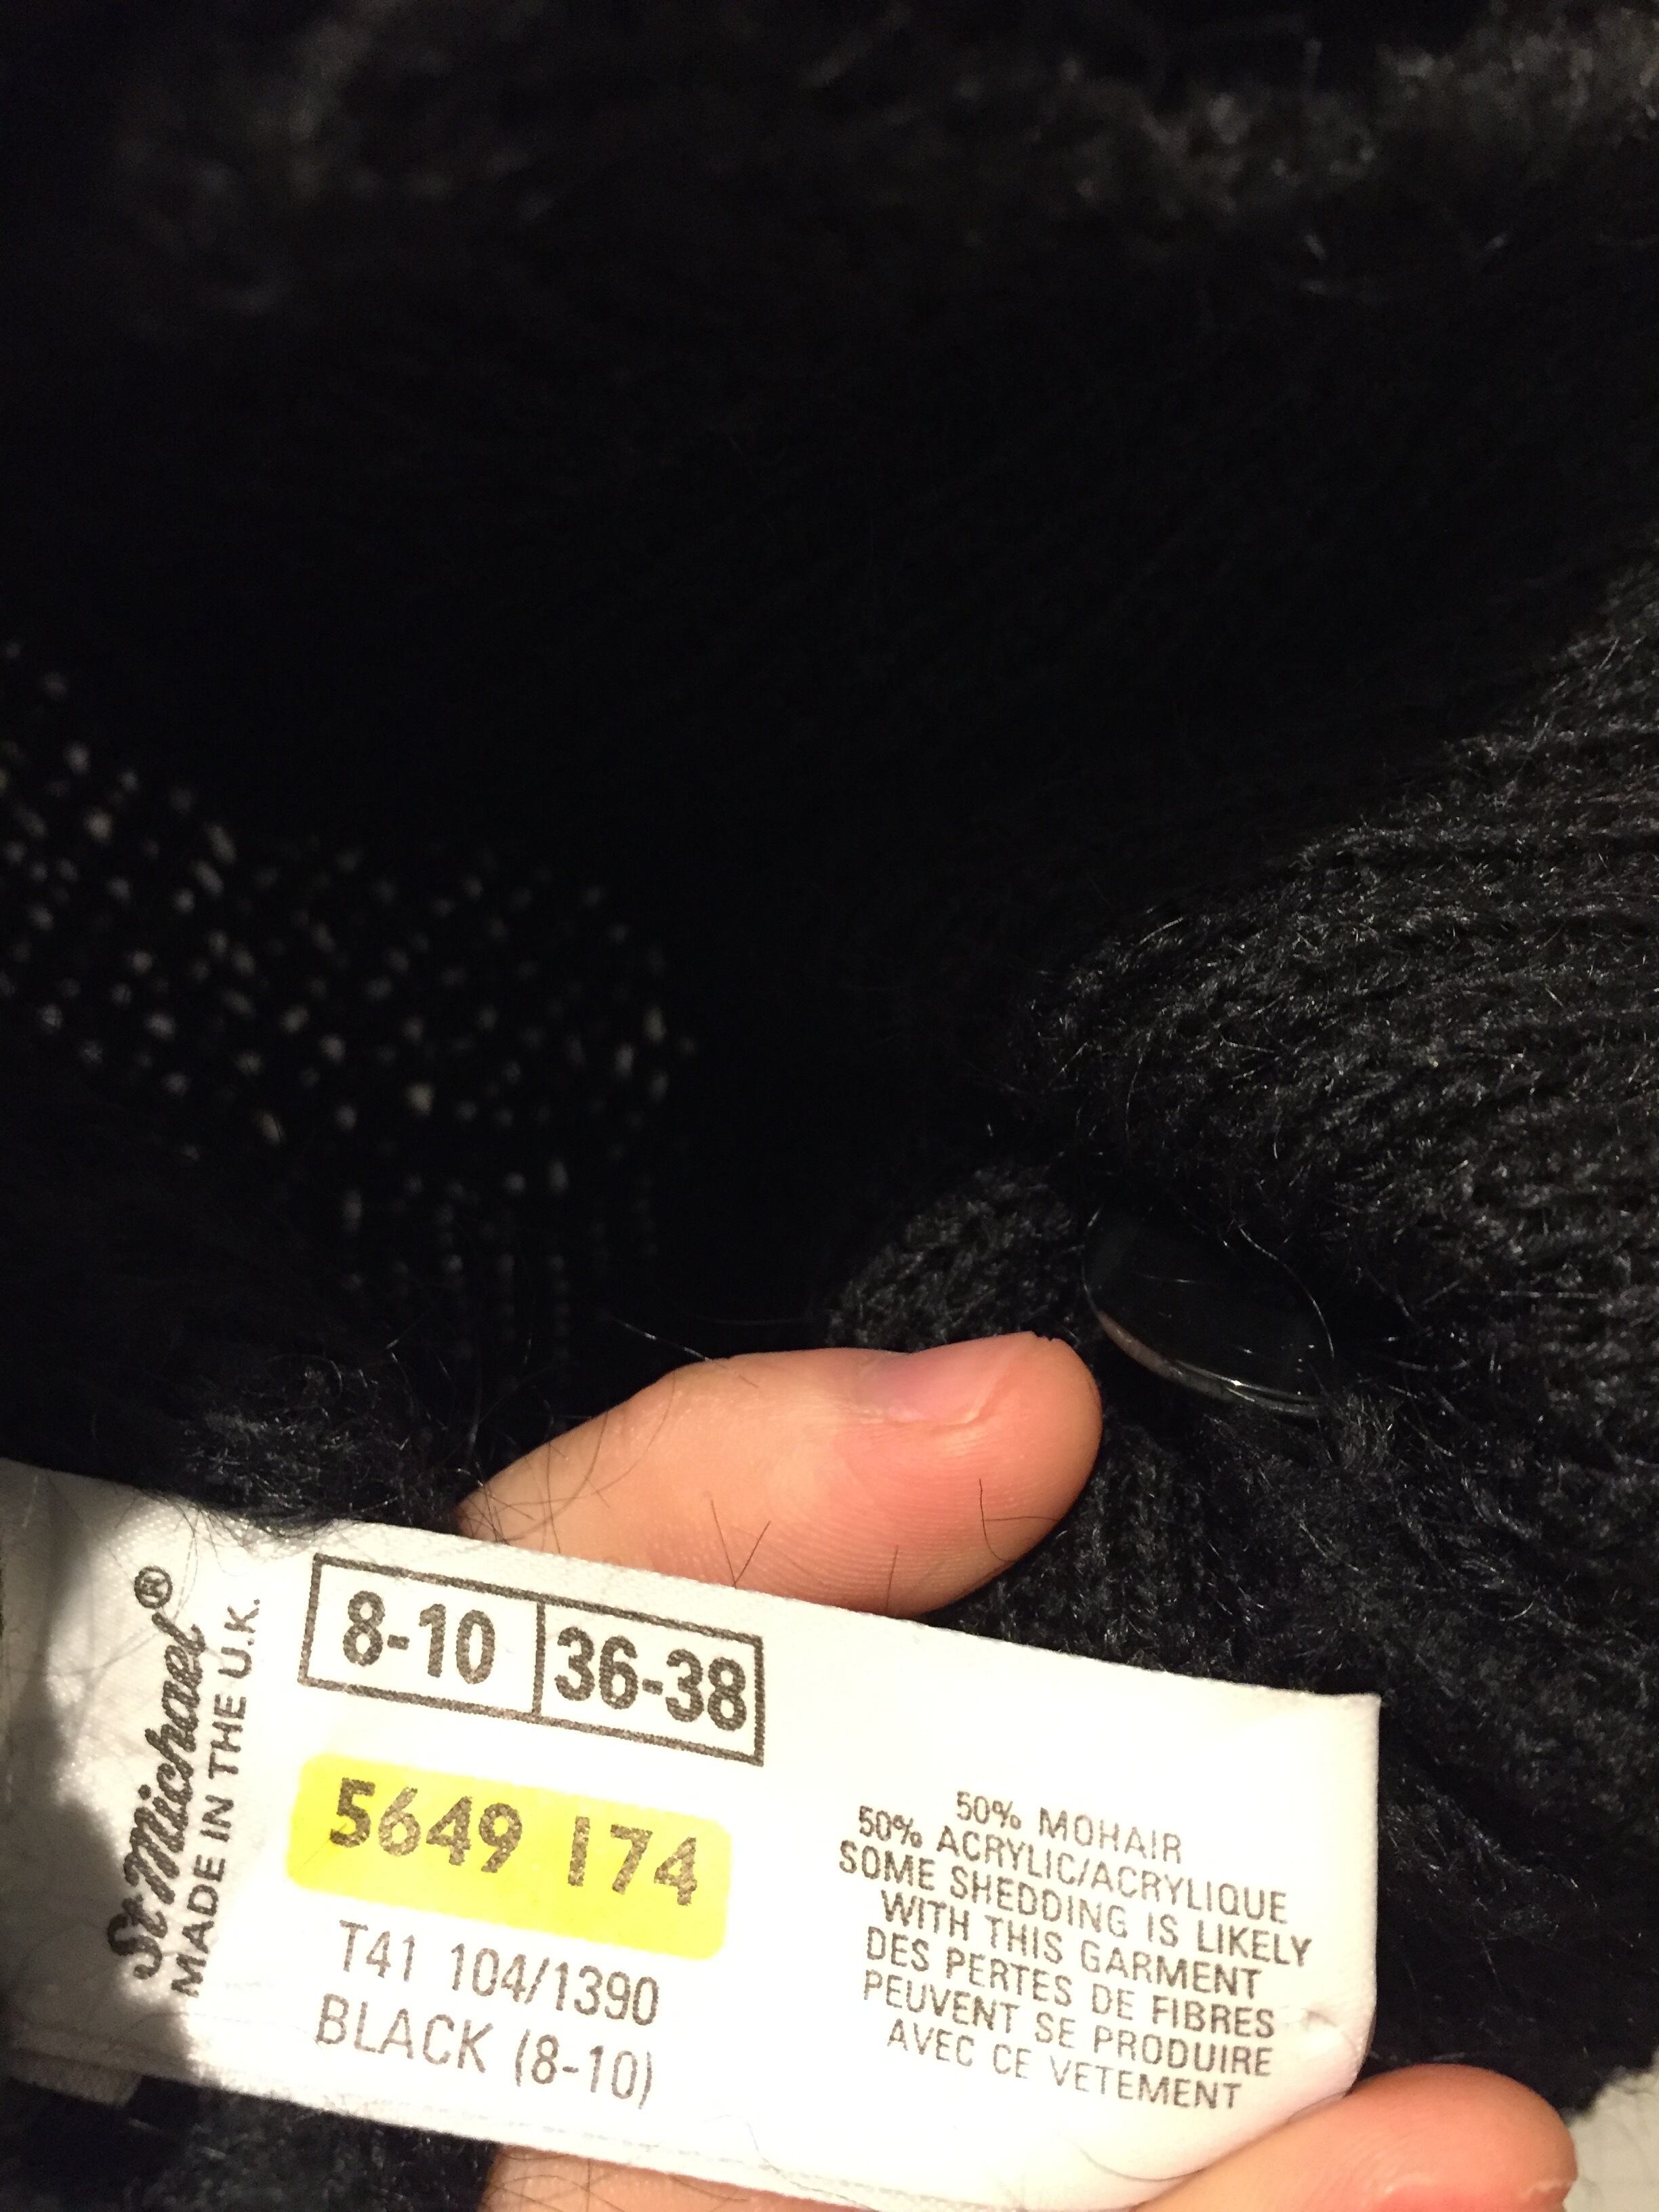 St Michael®
MADE IN THE U.K.
8-10 36-38
5649 174
T41 104/1390
BLACK (8-10)
50% MOHAIR
50% ACRYLIC/ACRYLIQUE
SOME SHEDDING IS LIKELY
WITH THIS GARMENT
DES PERTES DE FIBRES
PEUVENT SE PRODUIRE
AVEC CE VETEMENT